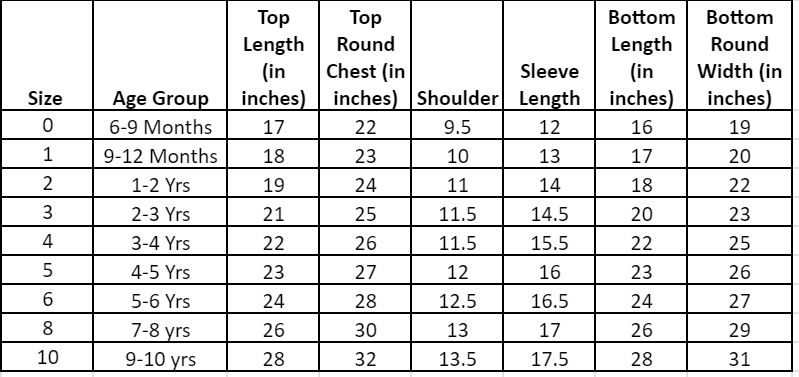 Size Age Group Top Length (in inches) Top Round Chest (in inches) Shoulder Sleeve Length Bottom Length (in inches) Bottom Round Width (in inches)
0 6-9 Months 17 22 9.5 12 16 19
1 9-12 Months 18 23 10 13 17 20
2 1-2 Yrs 19 24 11 14 18 22
3 2-3 Yrs 21 25 11.5 14.5 20 23
4 3-4 Yrs 22 26 11.5 15.5 22 25
5 4-5 Yrs 23 27 12 16 23 26
6 5-6 Yrs 24 28 12.5 16.5 24 27
8 7-8 yrs 26 30 13 17 26 29
10 9-10 yrs 28 32 13.5 17.5 28 31